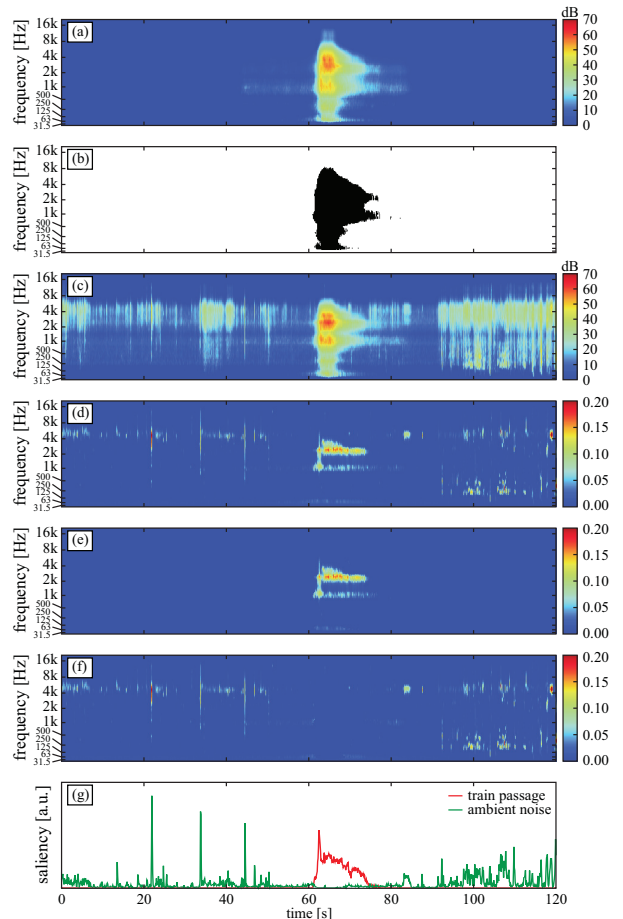 (a)
frequency [Hz]
16k
8k
4k
2k
1k
500
250
125
63
31.5
dB
70
60
50
40
30
20
10
0
(b)
frequency [Hz]
16k
8k
4k
2k
1k
500
250
125
63
31.5
(c)
frequency [Hz]
16k
8k
4k
2k
1k
500
250
125
63
31.5
dB
70
60
50
40
30
20
10
0
(d)
frequency [Hz]
16k
8k
4k
2k
1k
500
250
125
63
31.5
0.20
0.15
0.10
0.05
0.00
(e)
frequency [Hz]
16k
8k
4k
2k
1k
500
250
125
63
31.5
0.20
0.15
0.10
0.05
0.00
(f)
frequency [Hz]
16k
8k
4k
2k
1k
500
250
125
63
31.5
0.20
0.15
0.10
0.05
0.00
(g)
saliency [a.u.]
train passage
ambient noise
0 20 40 60 80 100 120
time [s]